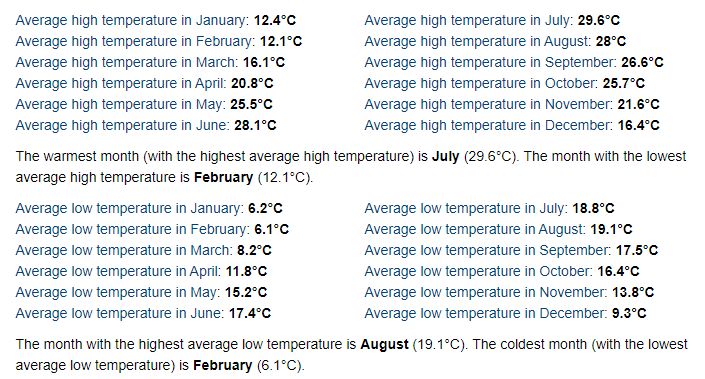 Average high temperature in January: 12.4°C
Average high temperature in February: 12.1°C
Average high temperature in March: 16.1°C
Average high temperature in April: 20.8°C
Average high temperature in May: 25.5°C
Average high temperature in June: 28.1°C
Average high temperature in July: 29.6°C
Average high temperature in August: 28°C
Average high temperature in September: 26.6°C
Average high temperature in October: 25.7°C
Average high temperature in November: 21.6°C
Average high temperature in December: 16.4°C
The warmest month (with the highest average high temperature) is July (29.6°C). The month with the lowest
average high temperature is February (12.1°C).
Average low temperature in January: 6.2°C
Average low temperature in February: 6.1°C
Average low temperature in March: 8.2°C
Average low temperature in April: 11.8°C
Average low temperature in May: 15.2°C
Average low temperature in June: 17.4°C
Average low temperature in July: 18.8°C
Average low temperature in August: 19.1°C
Average low temperature in September: 17.5°C
Average low temperature in October: 16.4°C
Average low temperature in November: 13.8°C
Average low temperature in December: 9.3°C
The month with the highest average low temperature is August (19.1°C). The coldest month (with the lowest
average low temperature) is February (6.1°C).